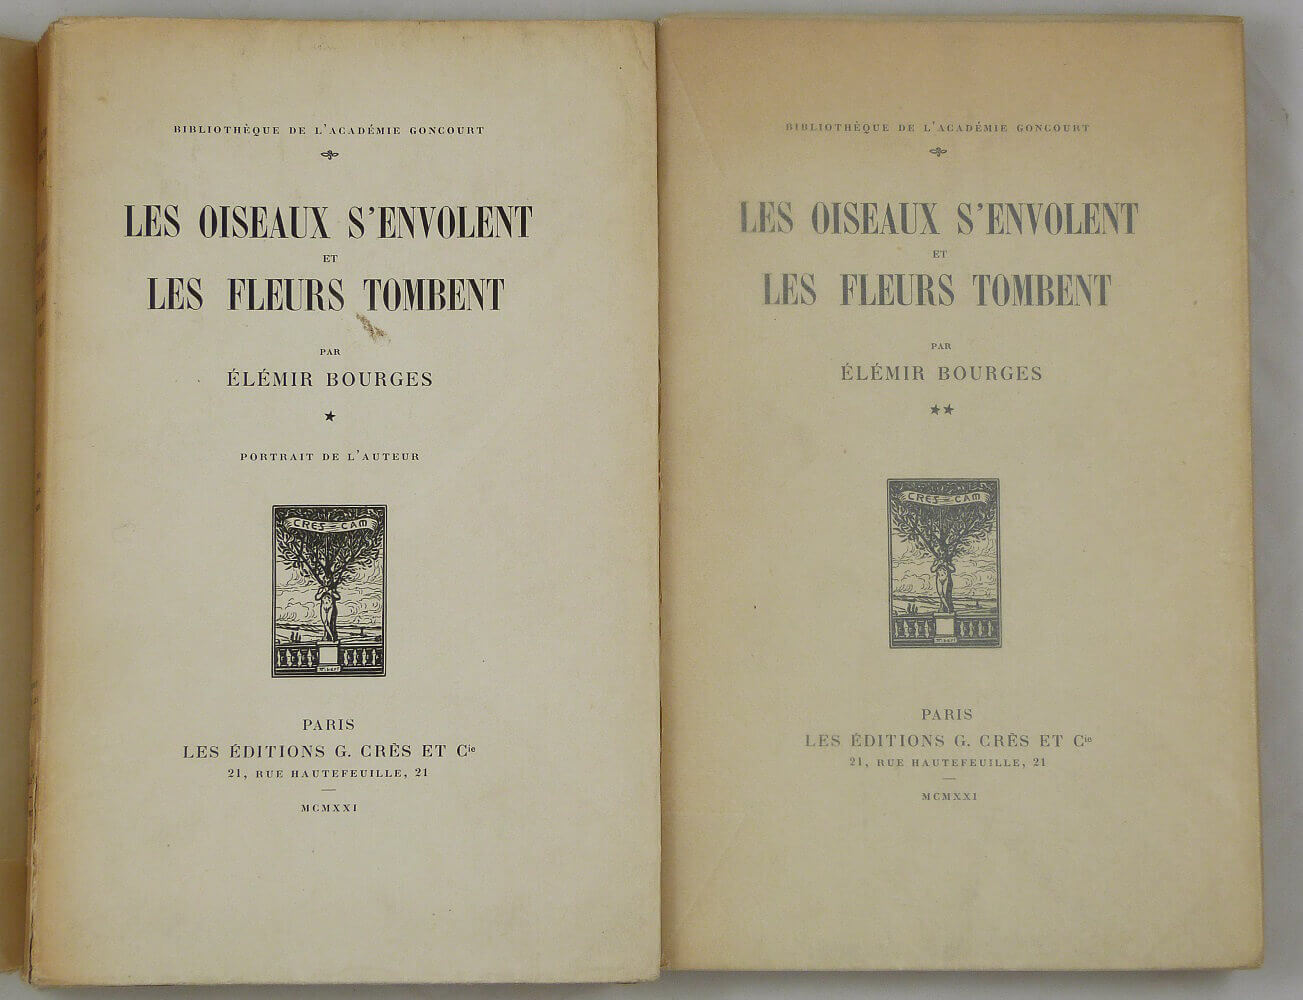 BIBLIOTHÈQUE DE L'ACADÉMIE GONCOURT
LES OISEAUX S'ENVOLENT
ET
LES FLEURS TOMBENT
PAR
ÉLÉMIR BOURGES
★
PORTRAIT DE L'AUTEUR
CRES CAM
PARIS
LES ÉDITIONS G. CRÈS ET Cie
21, RUE HAUTEFEUILLE, 21
MCMXXI
BIBLIOTHÈQUE DE L'ACADÉMIE GONCOURT
LES OISEAUX S'ENVOLENT
ET
LES FLEURS TOMBENT
PAR
ÉLÉMIR BOURGES
★★
CRES CAM
PARIS
LES ÉDITIONS G. CRÈS ET Cie
21, RUE HAUTEFEUILLE, 21
MCMXXI